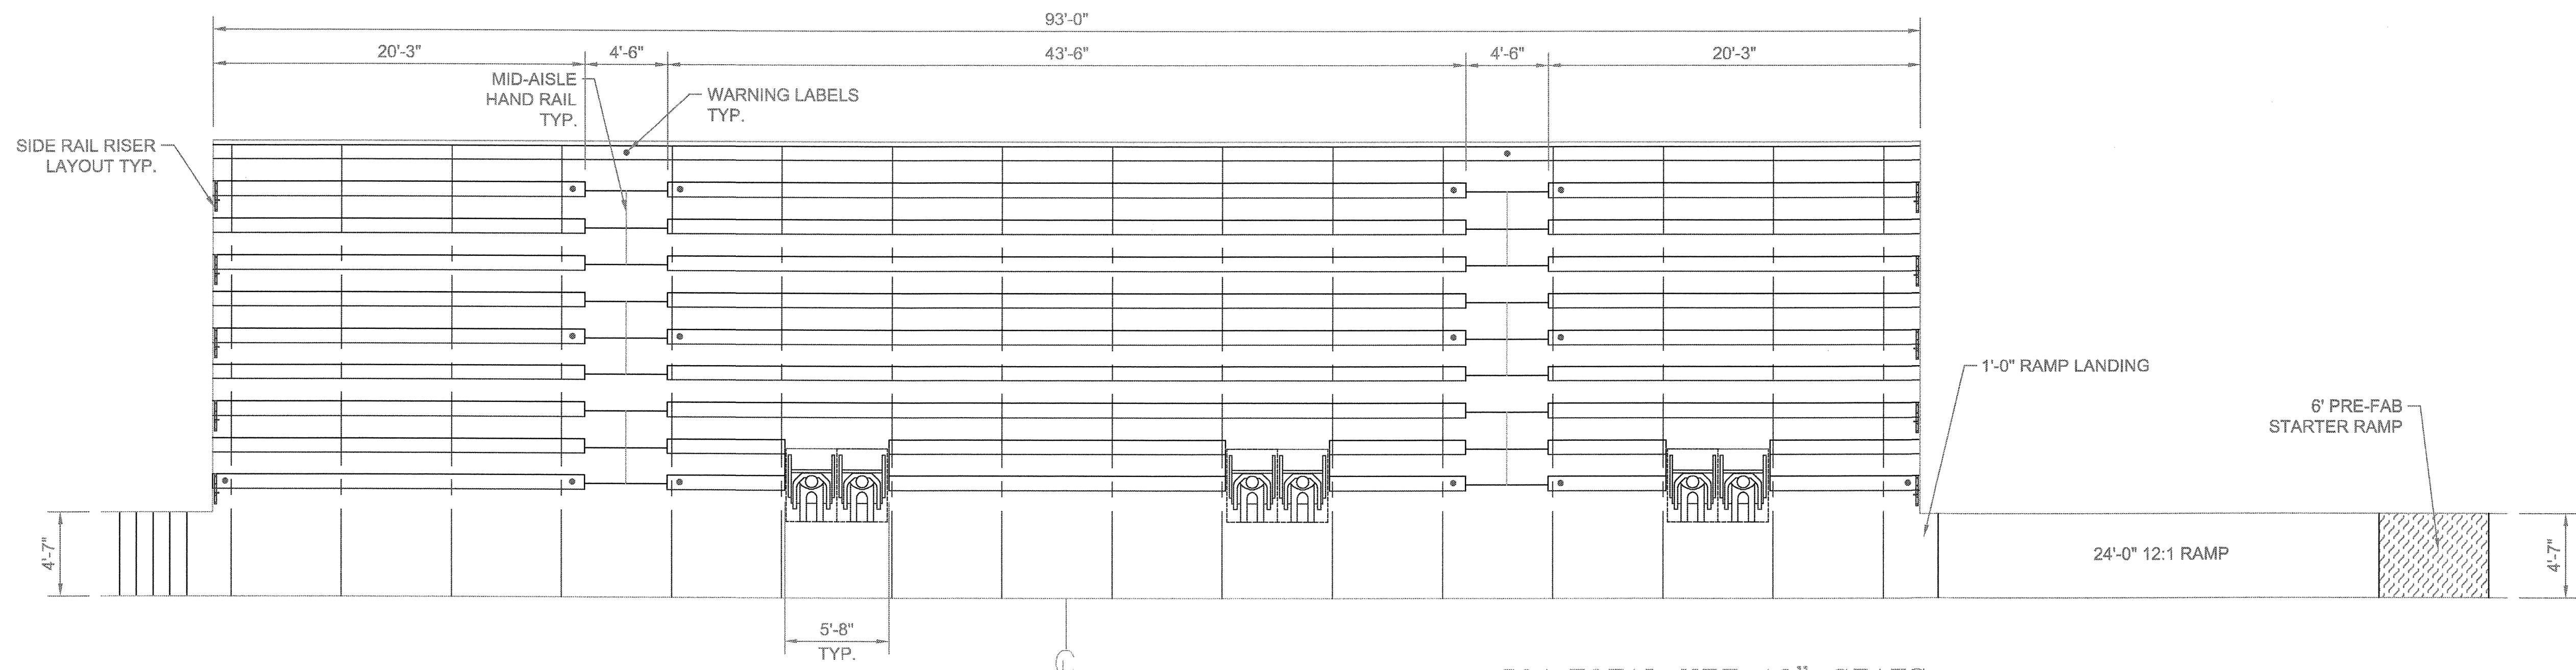 93'-0"
20'-3"
4'-6"
43'-6"
4'-6"
20'-3"
MID-AISLE
HAND RAIL
TYP.
WARNING LABELS
TYP.
SIDE RAIL RISER
LAYOUT TYP.
1'-0" RAMP LANDING
6' PRE-FAB
STARTER RAMP
4'-7"
24'-0" 12:1 RAMP
4'-7"
5'-8"
TYP.